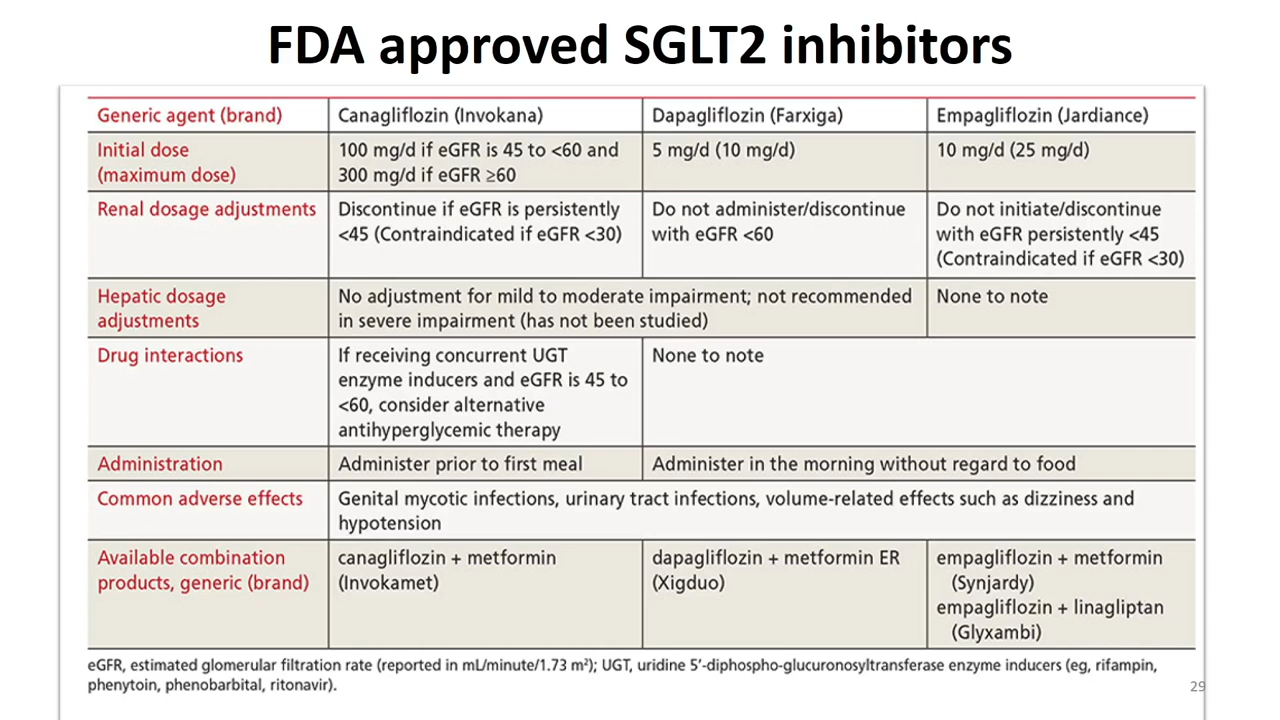 FDA approved SGLT2 inhibitors
Generic agent (brand)
Canagliflozin (Invokana)
Dapagliflozin (Farxiga)
Empagliflozin (Jardiance)
Initial dose
(maximum dose)
100 mg/d if eGFR is 45 to <60 and
300 mg/d if eGFR ≥60
5 mg/d (10 mg/d)
10 mg/d (25 mg/d)
Renal dosage adjustments
Discontinue if eGFR is persistently
<45 (Contraindicated if eGFR <30)
Do not administer/discontinue
with eGFR <60
Do not initiate/discontinue
with eGFR persistently <45
(Contraindicated if eGFR <30)
Hepatic dosage
adjustments
No adjustment for mild to moderate impairment; not recommended
in severe impairment (has not been studied)
None to note
Drug interactions
If receiving concurrent UGT
enzyme inducers and eGFR is 45 to
<60, consider alternative
antihyperglycemic therapy
None to note
Administration
Administer prior to first meal
Administer in the morning without regard to food
Common adverse effects
Genital mycotic infections, urinary tract infections, volume-related effects such as dizziness and
hypotension
Available combination
products, generic (brand)
canagliflozin + metformin
(Invokamet)
dapagliflozin + metformin ER
(Xigduo)
empagliflozin + metformin
(Synjardy)
empagliflozin + linagliptan
(Glyxambi)
eGFR, estimated glomerular filtration rate (reported in mL/minute/1.73 m²); UGT, uridine 5′-diphospho-glucuronosyltransferase enzyme inducers (eg, rifampin,
phenytoin, phenobarbital, ritonavir).
29